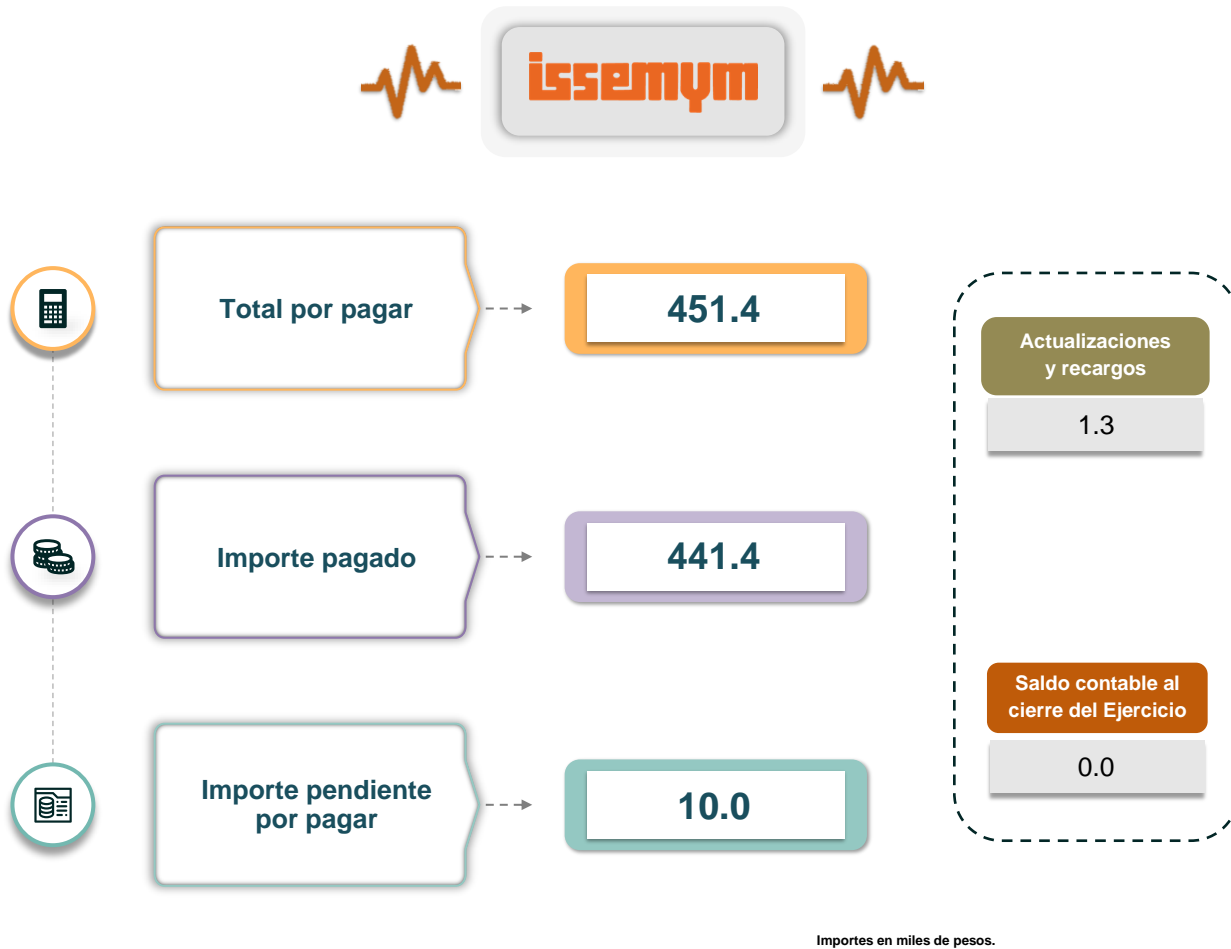 issemym
Total por pagar
451.4
Actualizaciones
y recargos
1.3
Importe pagado
441.4
Saldo contable al
cierre del Ejercicio
0.0
Importe pendiente
por pagar
10.0
Importes en miles de pesos.